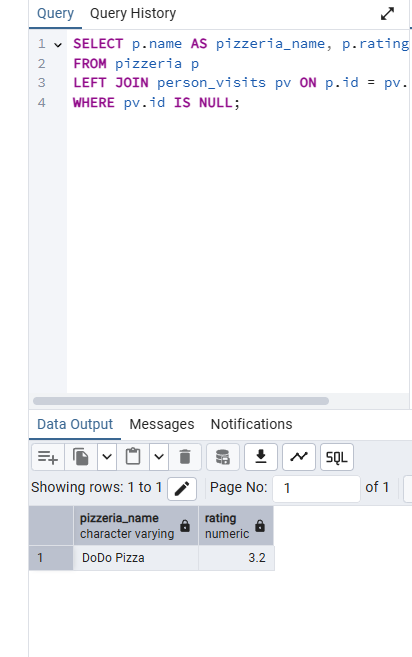 Query Query History
1 SELECT p.name AS pizzeria_name, p.rating
2 FROM pizzeria p
3 LEFT JOIN person_visits pv ON p.id = pv.
4 WHERE pv.id IS NULL;
Data Output Messages Notifications
SQL
Showing rows: 1 to 1 Page No: 1 of 1
pizzeria_name rating
character varying numeric
1 DoDo Pizza 3.2